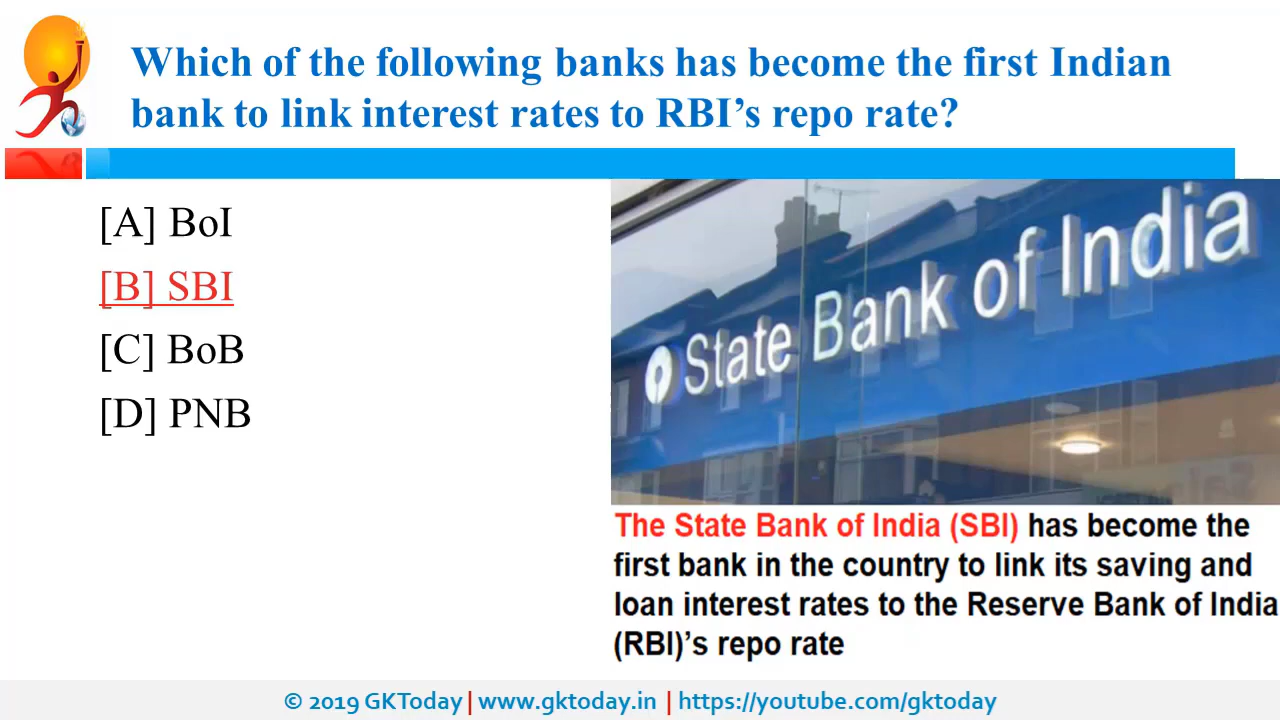 Which of the following banks has become the first Indian
bank to link interest rates to RBI’s repo rate?
[A] BoI
[B] SBI
[C] BoB
[D] PNB
State Bank of India
The State Bank of India (SBI) has become the
first bank in the country to link its saving and
loan interest rates to the Reserve Bank of India
(RBI)’s repo rate
© 2019 GKToday | www.gktoday.in | https://youtube.com/gktoday